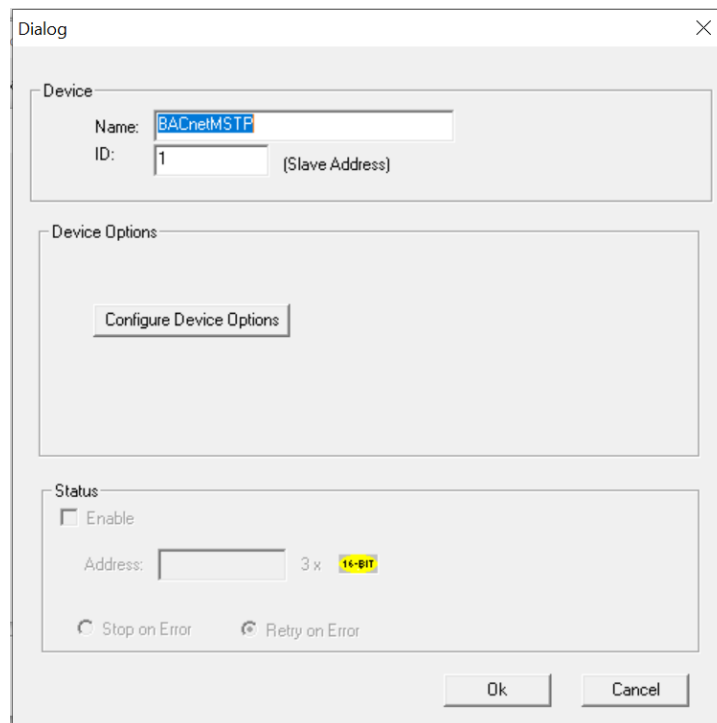 Dialog
Device
Name: BACnetMSTP
ID: 1 (Slave Address)
Device Options
Configure Device Options
Status
Enable
Address: 3 x 16-BIT
Stop on Error Retry on Error
Ok Cancel